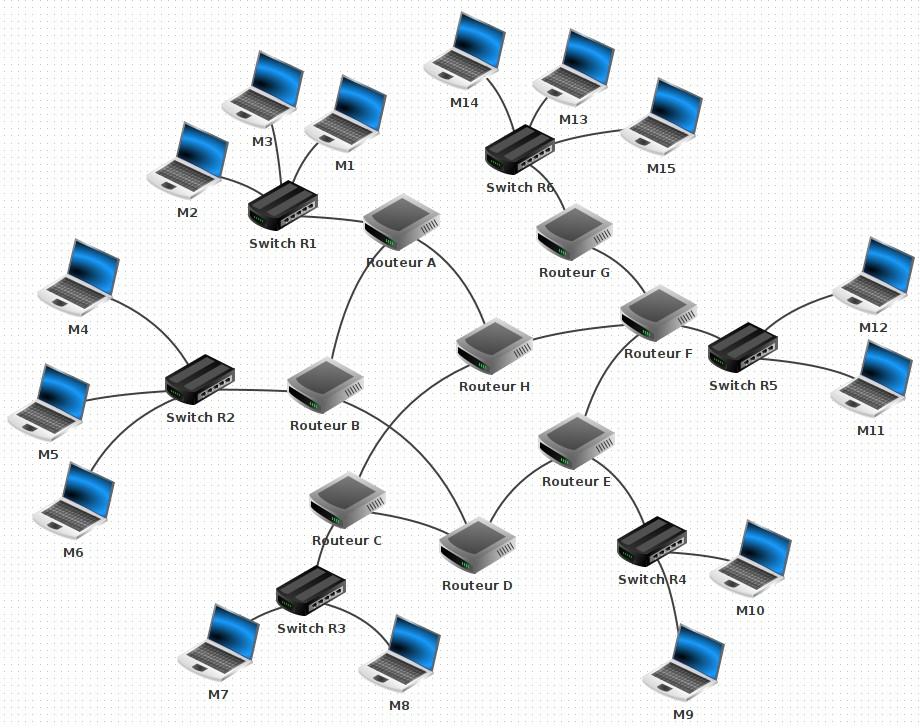 M14
M13
M3
M1
M15
M2
Switch R6
Switch R1
Routeur A
Routeur G
M4
M12
Routeur F
Routeur H
Switch R5
Switch R2
Routeur B
M11
M5
Routeur E
Routeur C
M6
Switch R4
Routeur D
M10
Switch R3
M7
M8
M9